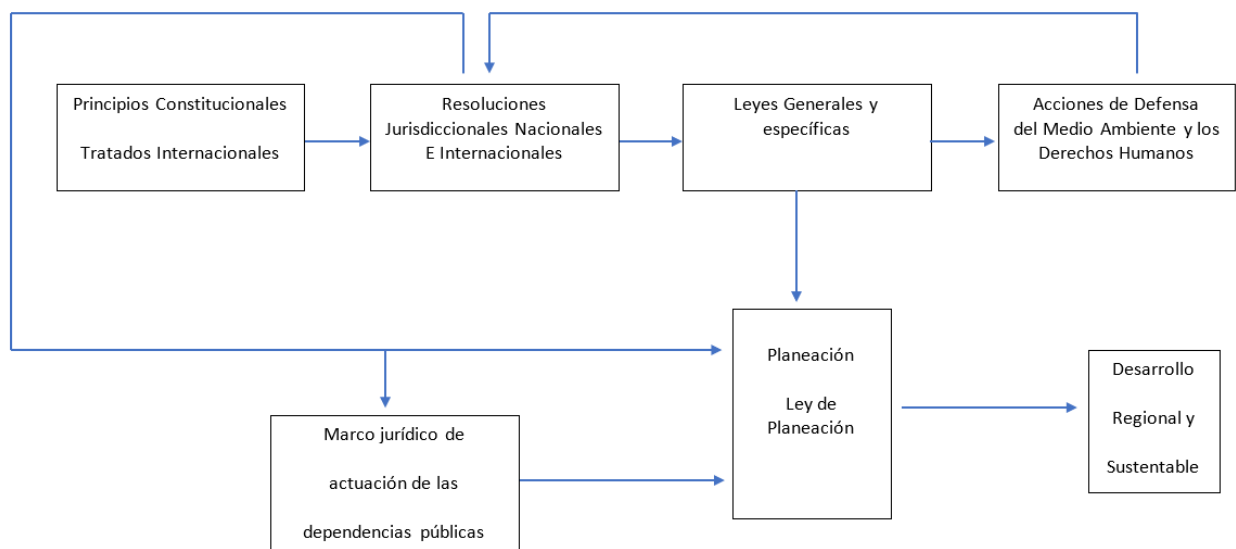 Principios Constitucionales
Tratados Internacionales
Resoluciones
Jurisdiccionales Nacionales
E Internacionales
Leyes Generales y
específicas
Acciones de Defensa
del Medio Ambiente y los
Derechos Humanos
Planeación
Ley de
Planeación
Desarrollo
Regional y
Sustentable
Marco jurídico de
actuación de las
dependencias públicas